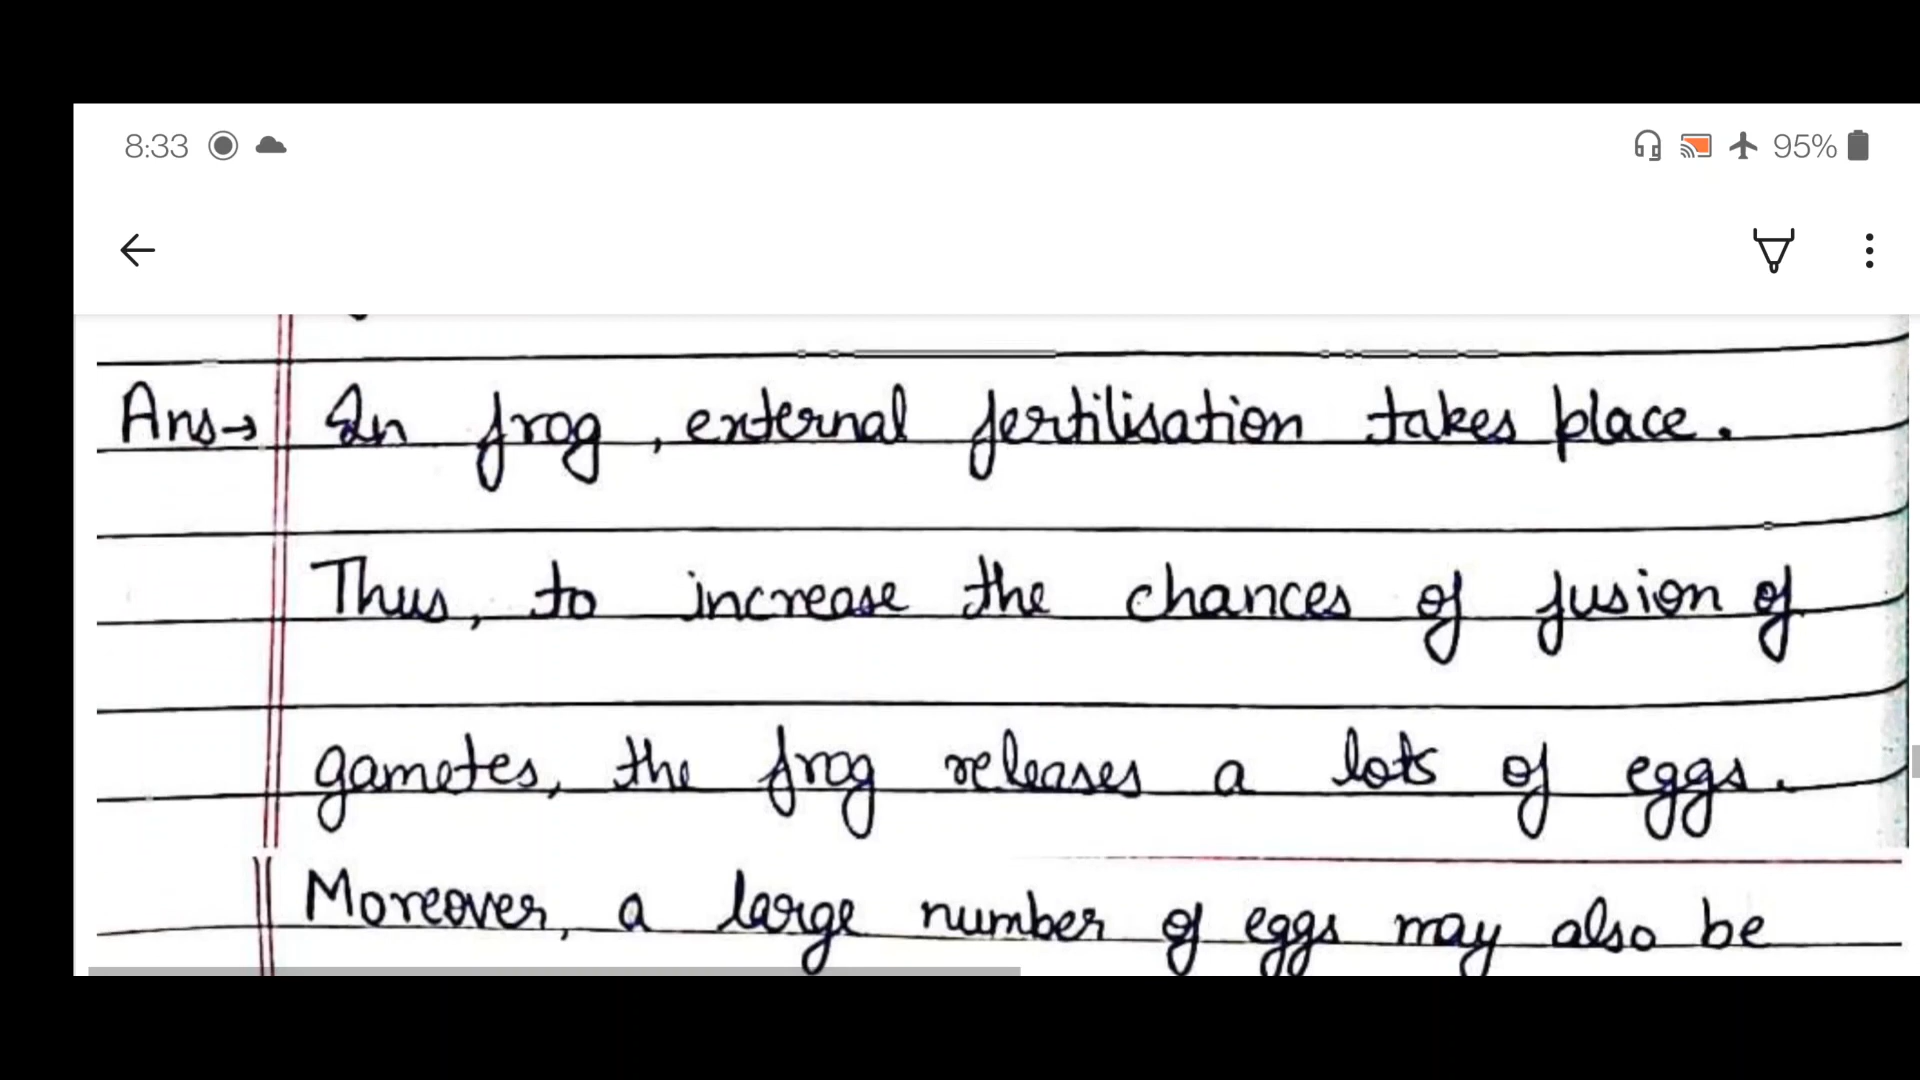 8:33 95%
Ans→ In frog, external fertilisation takes place.
Thus, to increase the chances of fusion of
gametes, the frog releases a lots of eggs.
Moreover, a large number of eggs may also be